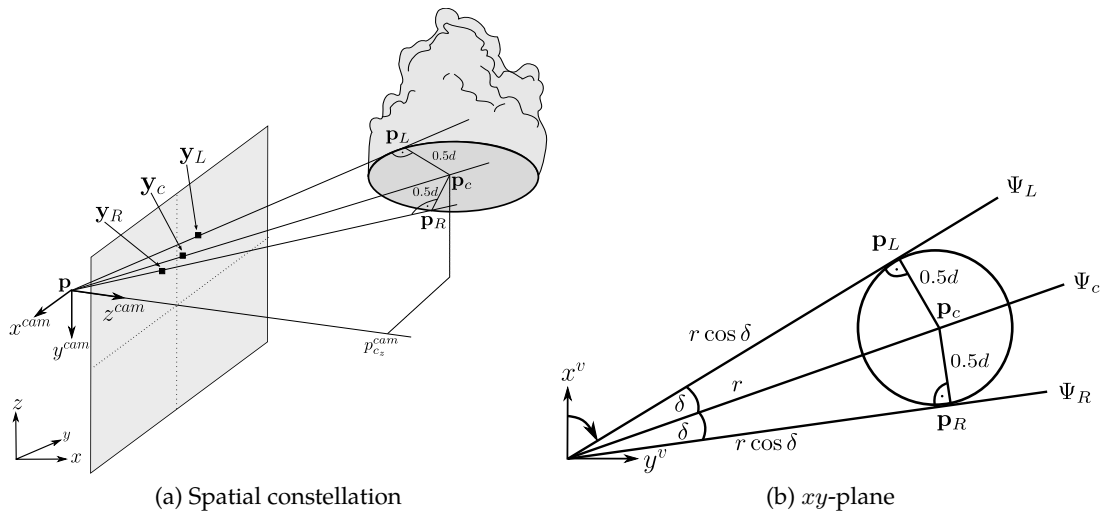 p_L
0.5d
y_L
y_c
p_c
0.5d
y_R
p_R
p
z^{cam}
x^{cam}
y^{cam}
p^{cam}_{c_z}
z
y
x
(a) Spatial constellation
Ψ_L
p_L
0.5d
Ψ_c
p_c
r cos δ
0.5d
x^v
r
δ
Ψ_R
δ
p_R
r cos δ
y^v
(b) xy-plane